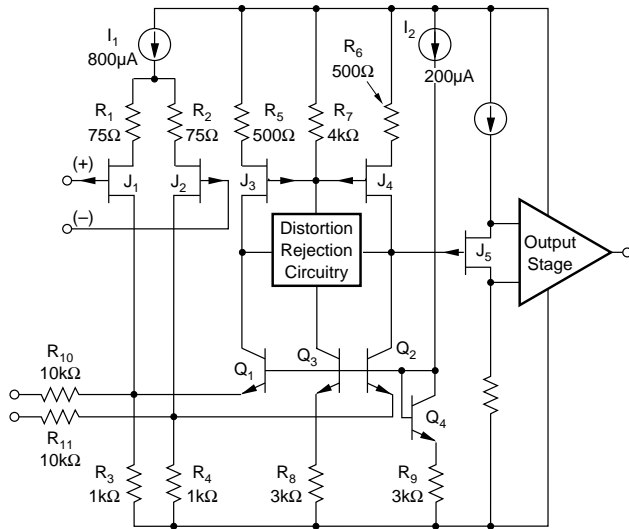 I1
800µA
I2
200µA
R6
500Ω
R1
75Ω
R2
75Ω
R5
500Ω
R7
4kΩ
(+)
J1
J2
J3
J4
(–)
Distortion
Rejection
Circuitry
J5
Output
Stage
Q1
Q3
Q2
Q4
R10
10kΩ
R11
10kΩ
R3
1kΩ
R4
1kΩ
R8
3kΩ
R9
3kΩ